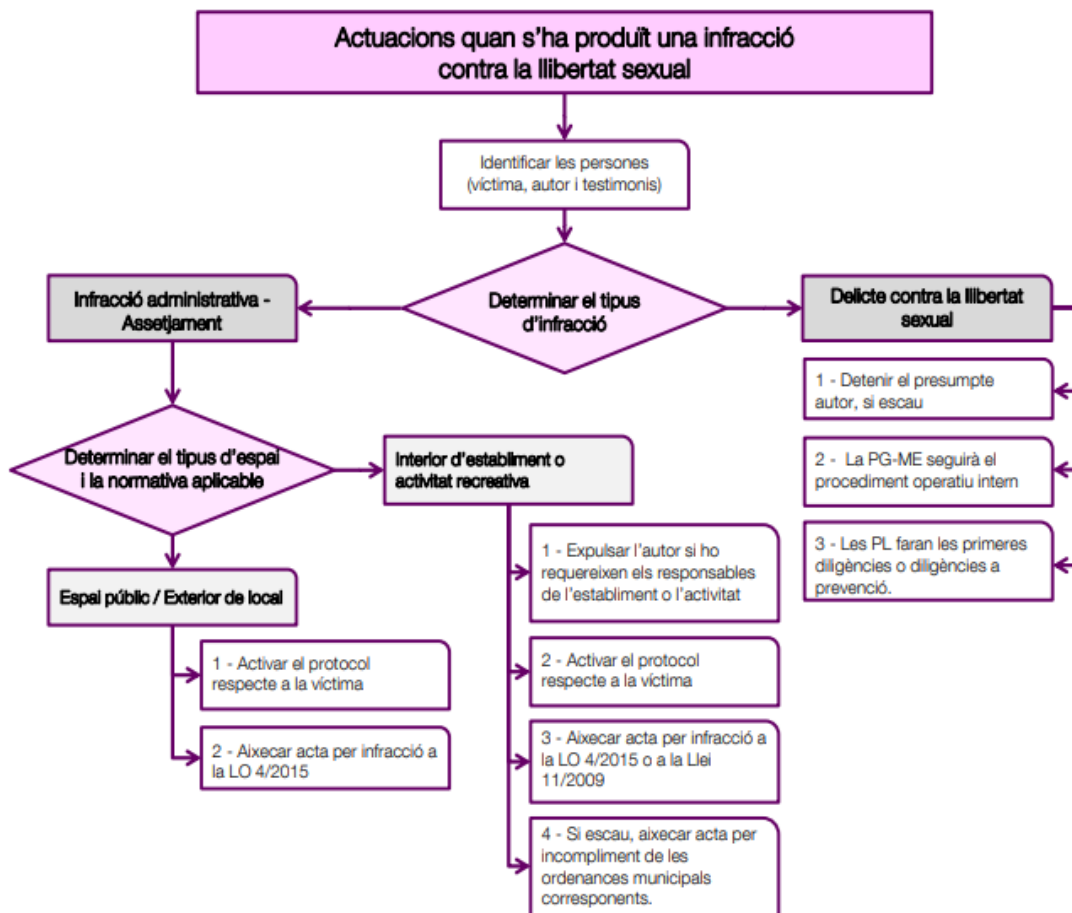 Actuacions quan s'ha produït una infracció
contra la llibertat sexual
Identificar les persones
(víctima, autor i testimonis)
Determinar el tipus
d'infracció
Infracció administrativa -
Assetjament
Delicte contra la llibertat
sexual
1 - Detenir el presumpte
autor, si escau
2 - La PG-ME seguirà el
procediment operatiu intern
3 - Les PL faran les primeres
diligències o diligències a
prevenció.
Determinar el tipus d'espai
i la normativa aplicable
Interior d'establiment o
activitat recreativa
1 - Expulsar l'autor si ho
requereixen els responsables
de l'establiment o l'activitat
2 - Activar el protocol
respecte a la víctima
3 - Aixecar acta per infracció a
la LO 4/2015 o a la Llei
11/2009
4 - Si escau, aixecar acta per
incompliment de les
ordenances municipals
corresponents.
Espai públic / Exterior de local
1 - Activar el protocol
respecte a la víctima
2 - Aixecar acta per infracció a
la LO 4/2015